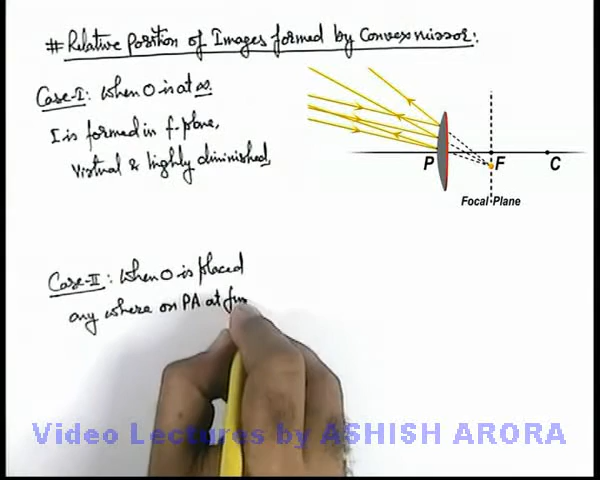 # Relative Position of Images formed by Convex mirror:
Case-I: When O is at ∞.
I is formed in f-plane,
virtual & highly diminished.
P
F
C
Focal Plane
Case-II: When O is placed
any where on PA at
Video Lectures by ASHISH ARORA